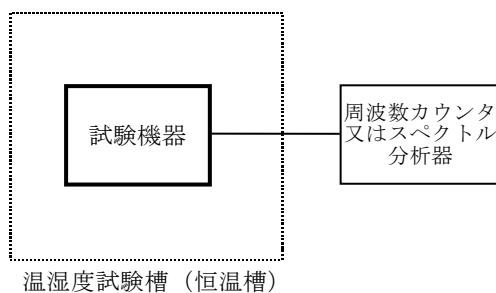 試験機器
周波数カウンタ
又はスペクトル
分析器
温湿度試験槽（恒温槽）